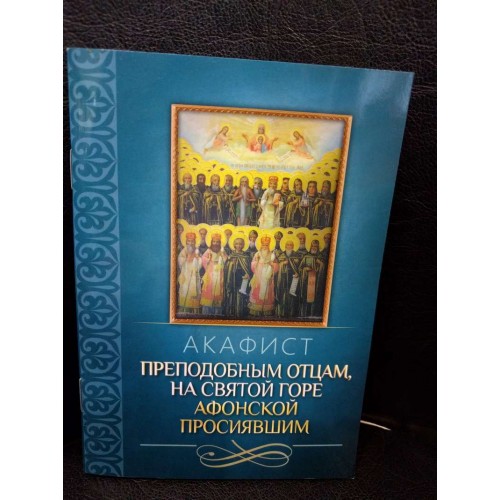 АКАФИСТ
ПРЕПОДОБНЫМ ОТЦАМ,
НА СВЯТОЙ ГОРЕ
АФОНСКОЙ
ПРОСИЯВШИМ